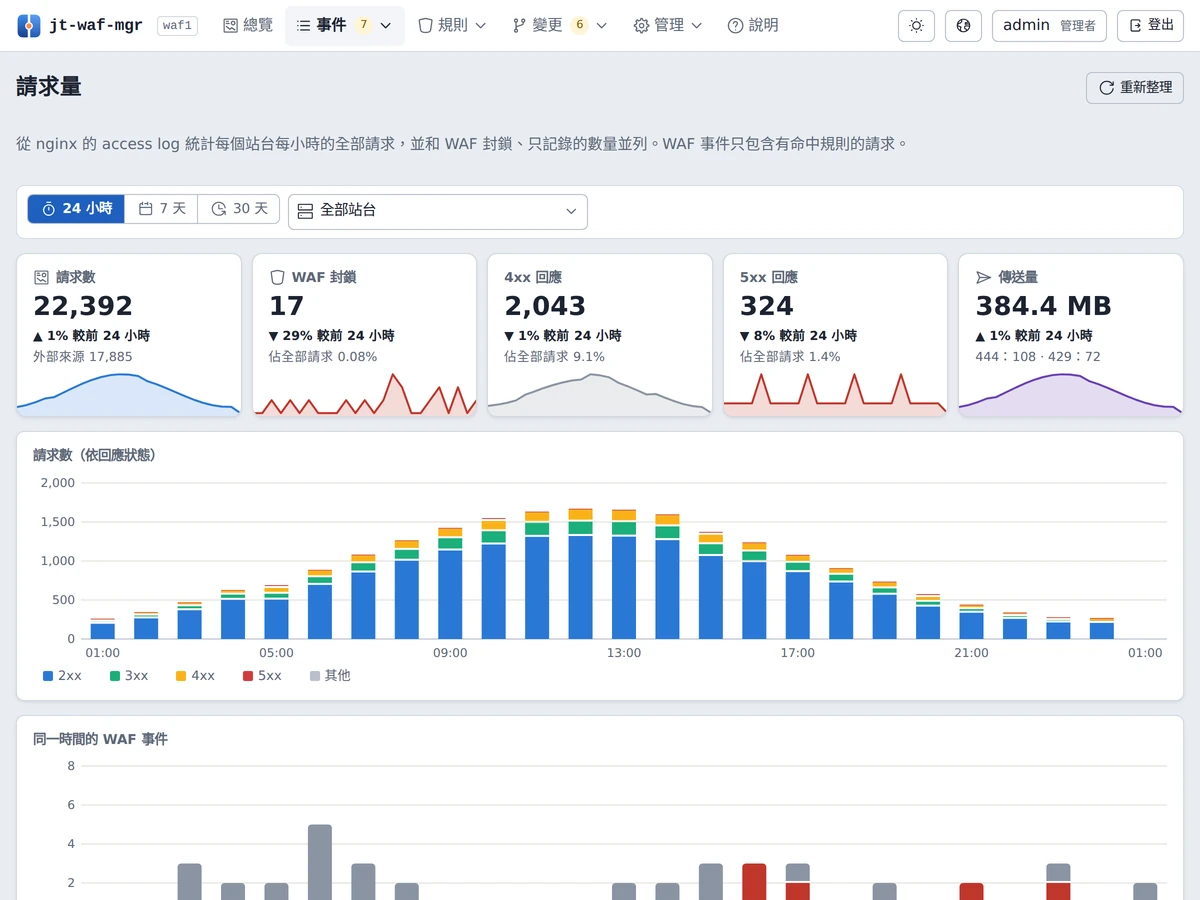 jt-waf-mgr waf1 總覽 事件 7 規則 變更 6 管理 說明 admin 管理者 登出
請求量
重新整理
從 nginx 的 access log 統計每個站台每小時的全部請求，並和 WAF 封鎖、只記錄的數量並列。WAF 事件只包含有命中規則的請求。
24 小時 7 天 30 天 全部站台
請求數
22,392
▲ 1% 較前 24 小時
外部來源 17,885
WAF 封鎖
17
▼ 29% 較前 24 小時
佔全部請求 0.08%
4xx 回應
2,043
▼ 1% 較前 24 小時
佔全部請求 9.1%
5xx 回應
324
▼ 8% 較前 24 小時
佔全部請求 1.4%
傳送量
384.4 MB
▲ 1% 較前 24 小時
444：108 · 429：72
請求數（依回應狀態）
2,000
1,500
1,000
500
0
01:00 05:00 09:00 13:00 17:00 21:00 01:00
2xx 3xx 4xx 5xx 其他
同一時間的 WAF 事件
8
6
4
2